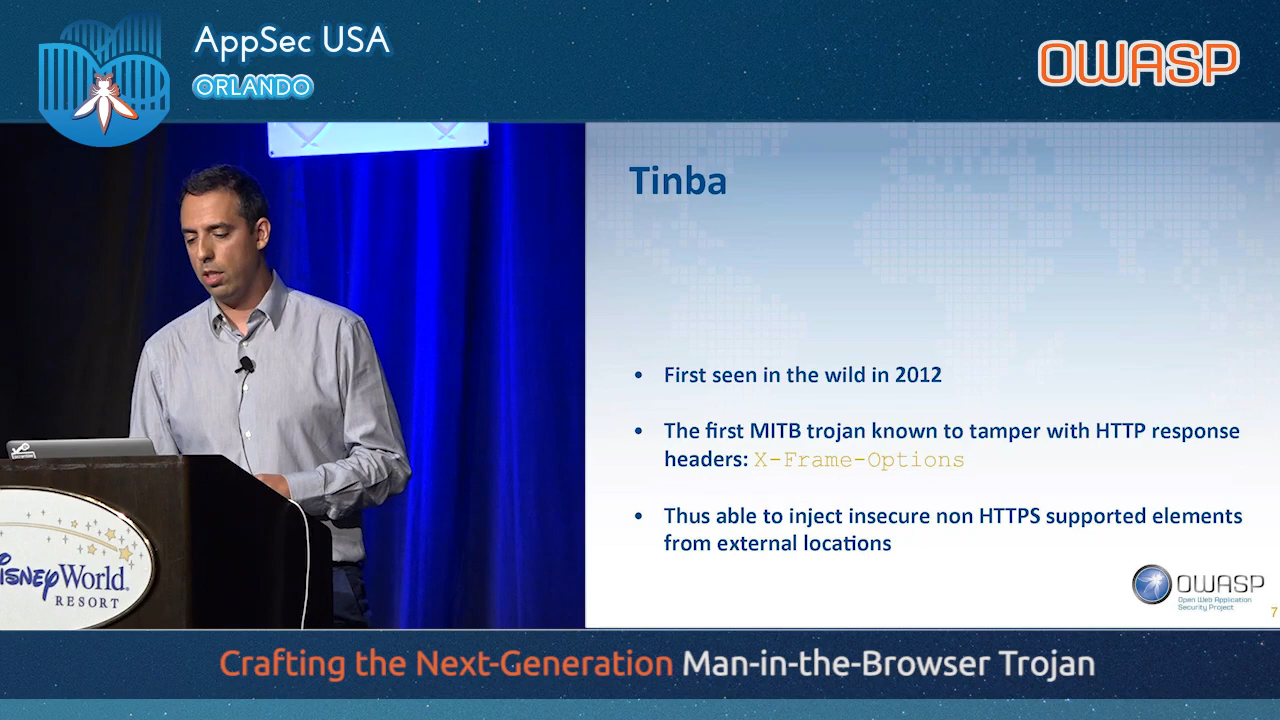 AppSec USA
ORLANDO
OWASP
Tinba
• First seen in the wild in 2012
• The first MITB trojan known to tamper with HTTP response
headers: X-Frame-Options
• Thus able to inject insecure non HTTPS supported elements
from external locations
DISNEY World®
RESORT
OWASP
Open Web Application
Security Project
7
Crafting the Next-Generation Man-in-the-Browser Trojan